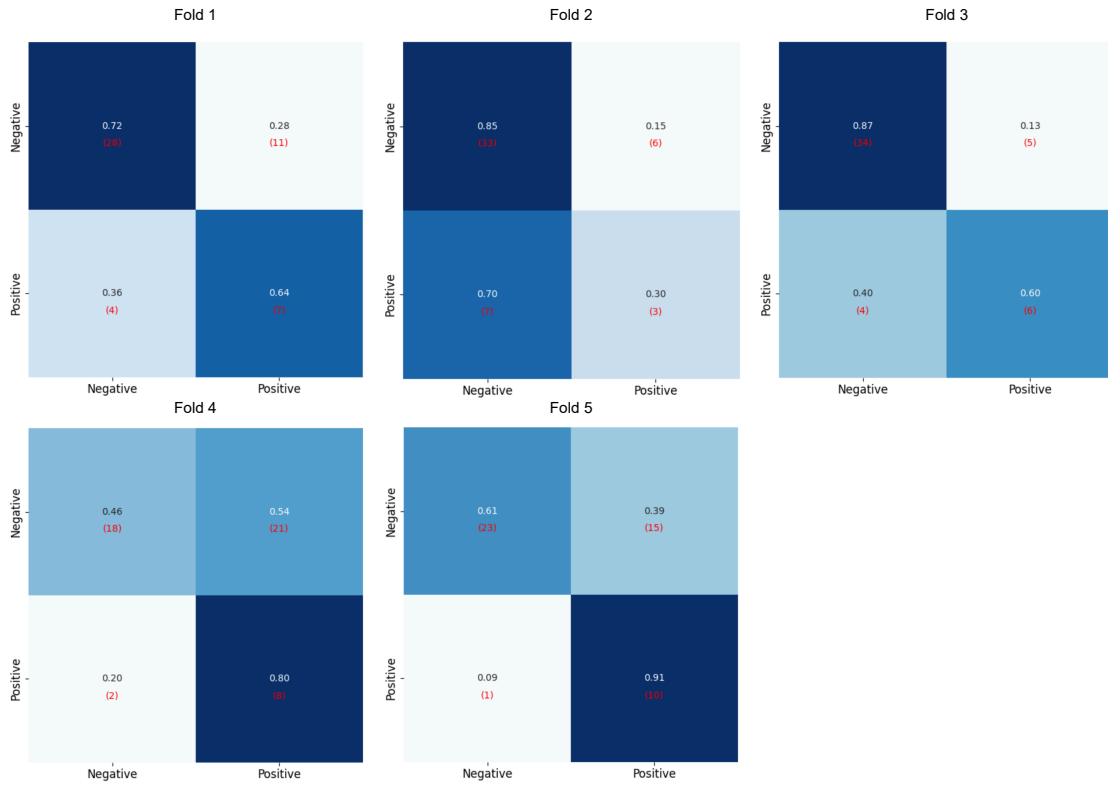 Fold 1
Negative
0.72
(28)
0.28
(11)
Positive
0.36
(4)
0.64
(7)
Negative
Positive
Fold 2
Negative
0.85
(33)
0.15
(6)
Positive
0.70
(7)
0.30
(3)
Negative
Positive
Fold 3
Negative
0.87
(34)
0.13
(5)
Positive
0.40
(4)
0.60
(6)
Negative
Positive
Fold 4
Negative
0.46
(18)
0.54
(21)
Positive
0.20
(2)
0.80
(8)
Negative
Positive
Fold 5
Negative
0.61
(23)
0.39
(15)
Positive
0.09
(1)
0.91
(10)
Negative
Positive